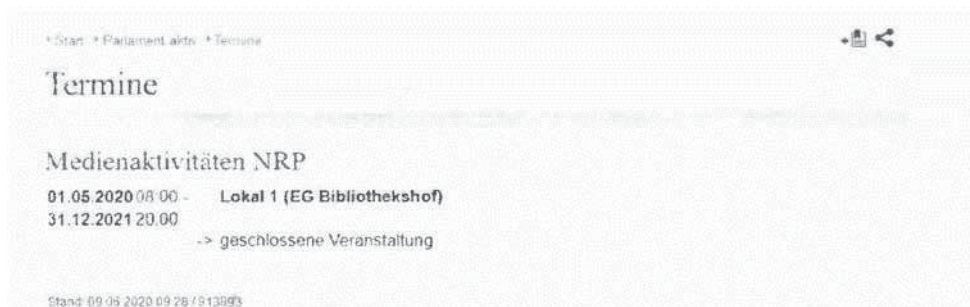 Start Parlament aktiv Termine
Termine
Medienaktivitäten NRP
01.05.2020 08:00 - Lokal 1 (EG Bibliothekshof)
31.12.2021 20:00
-> geschlossene Veranstaltung
Stand: 09.06.2020 09:28 / 913993